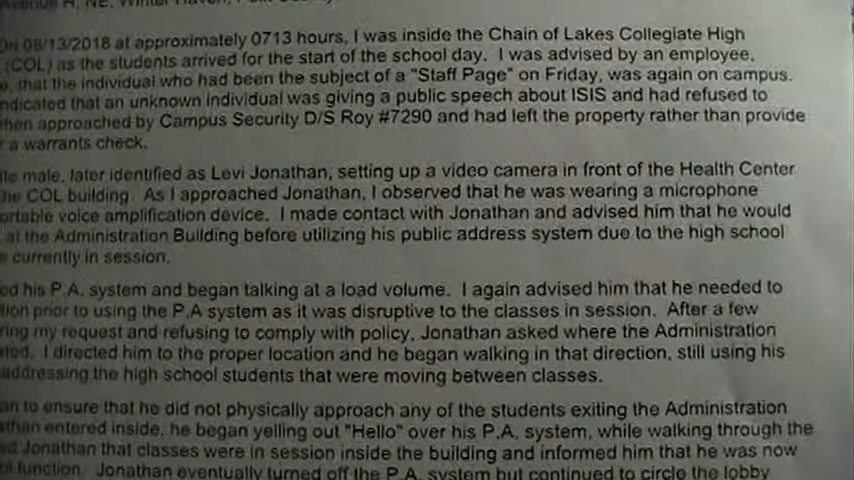 Avenue H, NE, Winter Haven, Polk County.
On 08/13/2018 at approximately 0713 hours, I was inside the Chain of Lakes Collegiate High
(COL) as the students arrived for the start of the school day. I was advised by an employee,
that the individual who had been the subject of a "Staff Page" on Friday, was again on campus.
indicated that an unknown individual was giving a public speech about ISIS and had refused to
when approached by Campus Security D/S Roy #7290 and had left the property rather than provide
a warrants check.
male, later identified as Levi Jonathan, setting up a video camera in front of the Health Center
COL building. As I approached Jonathan, I observed that he was wearing a microphone
voice amplification device. I made contact with Jonathan and advised him that he would
at the Administration Building before utilizing his public address system due to the high school
currently in session.
his P.A. system and began talking at a load volume. I again advised him that he needed to
prior to using the P.A system as it was disruptive to the classes in session. After a few
my request and refusing to comply with policy, Jonathan asked where the Administration
I directed him to the proper location and he began walking in that direction, still using his
addressing the high school students that were moving between classes.
to ensure that he did not physically approach any of the students exiting the Administration
entered inside, he began yelling out "Hello" over his P.A. system, while walking through the
Jonathan that classes were in session inside the building and informed him that he was now
function. Jonathan eventually turned off the P.A. system but continued to circle the lobby